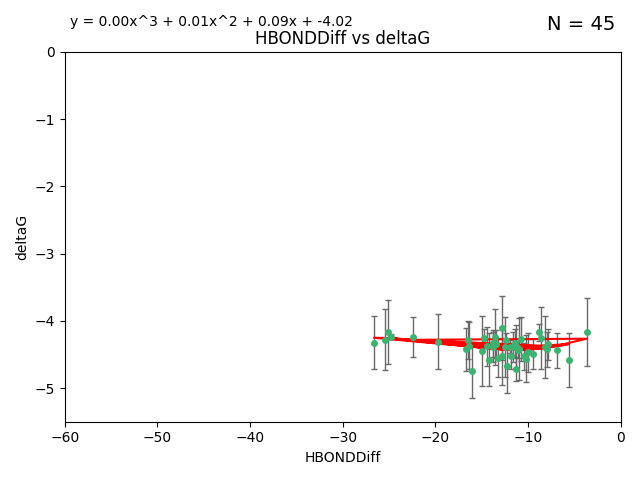 y = 0.00x^3 + 0.01x^2 + 0.09x + -4.02
N = 45
HBONDDiff vs deltaG
0
−1
−2
−3
−4
−5
deltaG
−60 −50 −40 −30 −20 −10 0
HBONDDiff